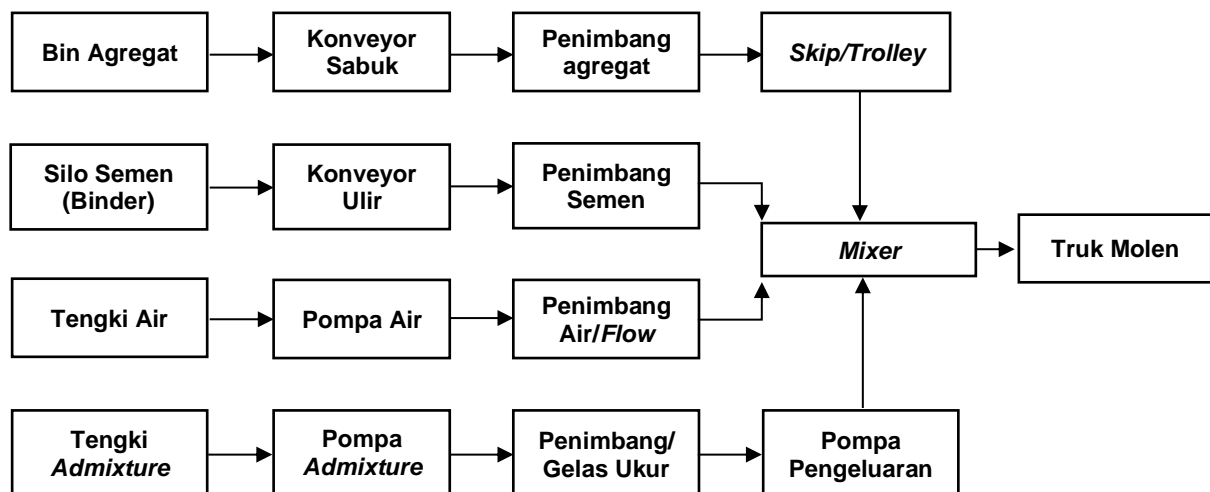 Bin Agregat
Konveyor
Sabuk
Penimbang
agregat
Skip/Trolley
Silo Semen
(Binder)
Konveyor
Ulir
Penimbang
Semen
Mixer
Truk Molen
Tengki Air
Pompa Air
Penimbang
Air/Flow
Tengki
Admixture
Pompa
Admixture
Penimbang/
Gelas Ukur
Pompa
Pengeluaran